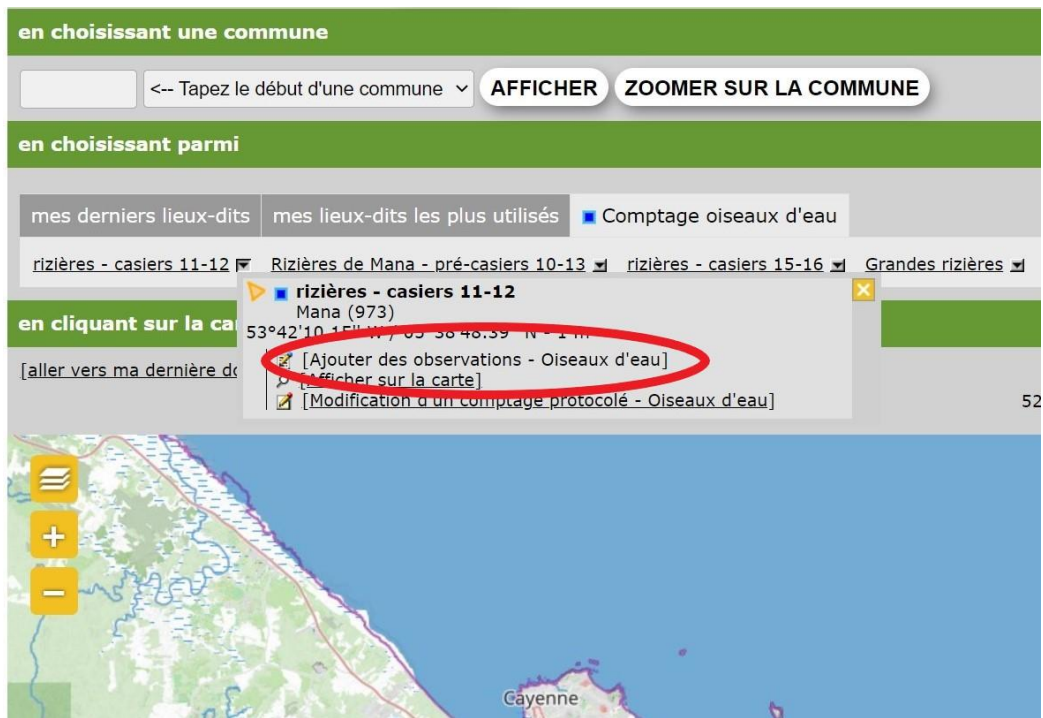 en choisissant une commune
<-- Tapez le début d'une commune AFFICHER ZOOMER SUR LA COMMUNE
en choisissant parmi
mes derniers lieux-dits mes lieux-dits les plus utilisés Comptage oiseaux d'eau
rizières - casiers 11-12 Rizières de Mana - pré-casiers 10-13 rizières - casiers 15-16 Grandes rizières
rizières - casiers 11-12
Mana (973)
en cliquant sur la
[Ajouter des observations - Oiseaux d'eau]
[aller vers ma dernière
[Afficher sur la carte]
[Modification d'un comptage protocolé - Oiseaux d'eau]
52
Cayenne